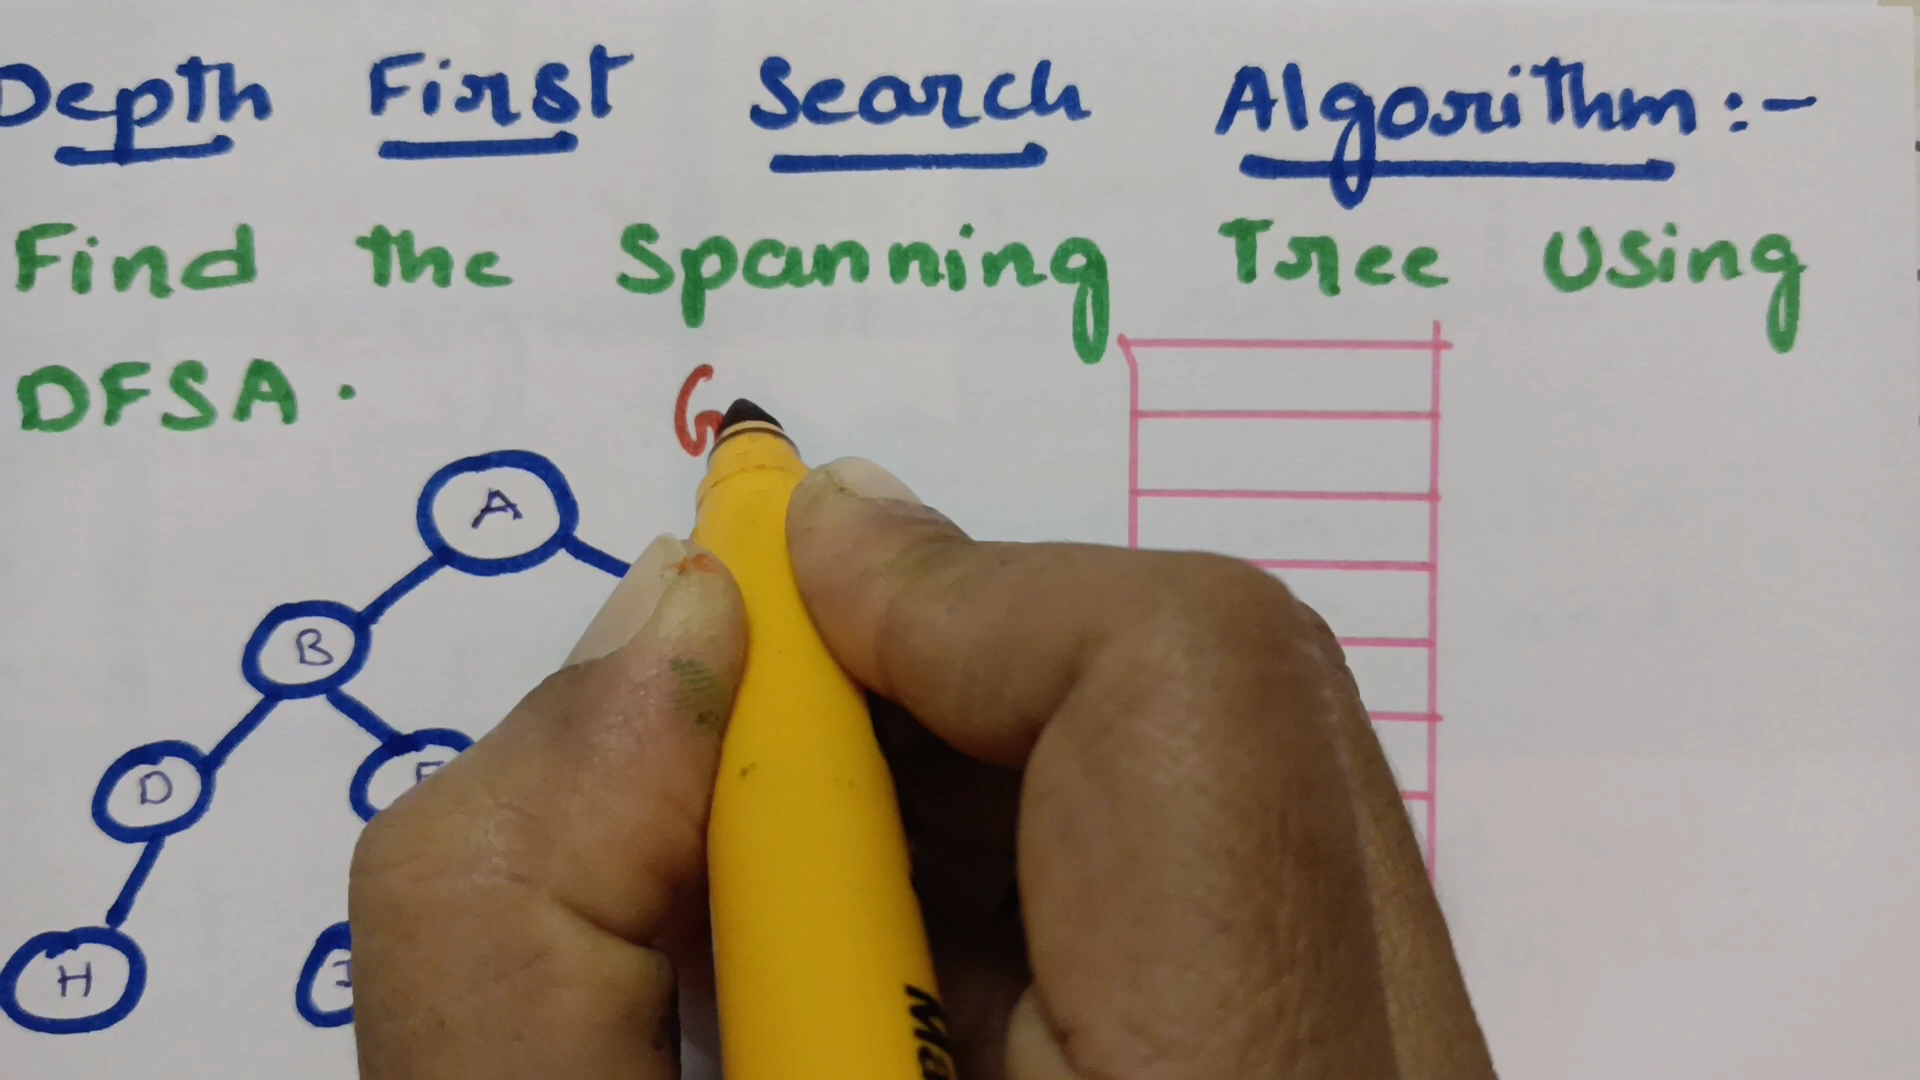 Depth First Search Algorithm:-
Find the Spanning Tree Using
DFSA.
G
A
B
D
H